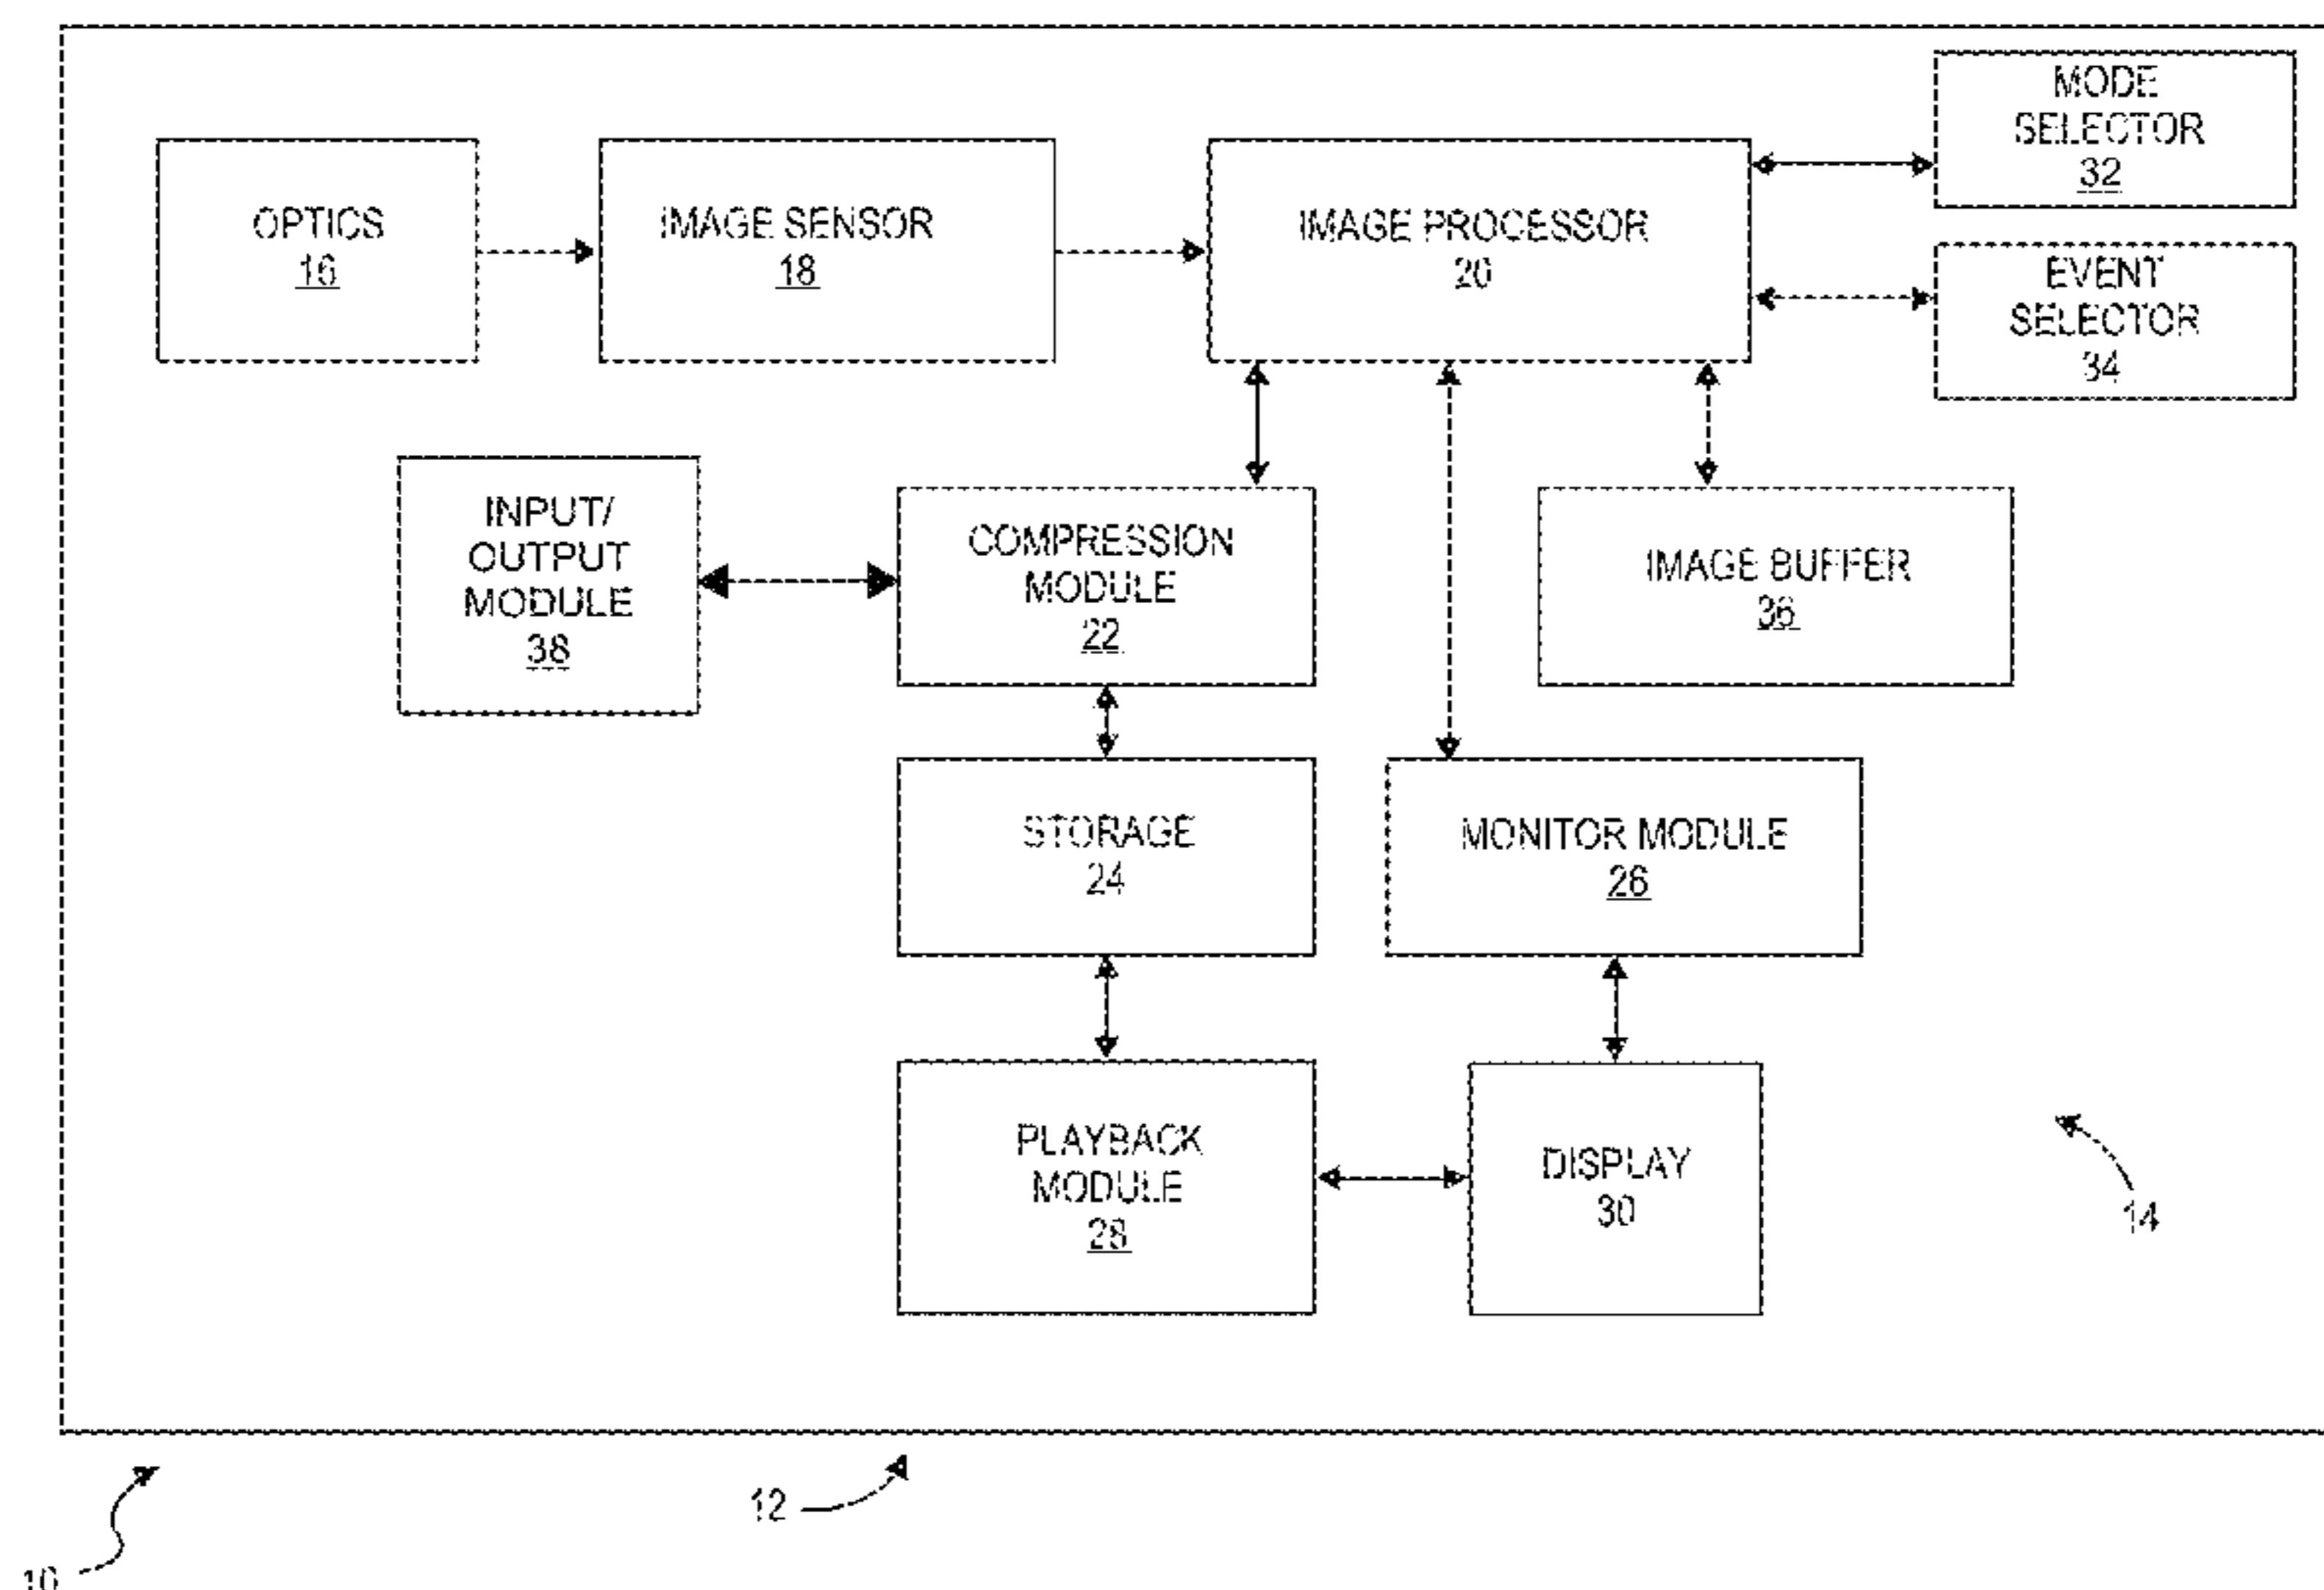 OPTICS
16
IMAGE SENSOR
18
IMAGE PROCESSOR
20
MODE
SELECTOR
32
EVENT
SELECTOR
34
INPUT/
OUTPUT
MODULE
38
COMPRESSION
MODULE
22
IMAGE BUFFER
36
STORAGE
24
MONITOR MODULE
26
PLAYBACK
MODULE
28
DISPLAY
30
14
12
10